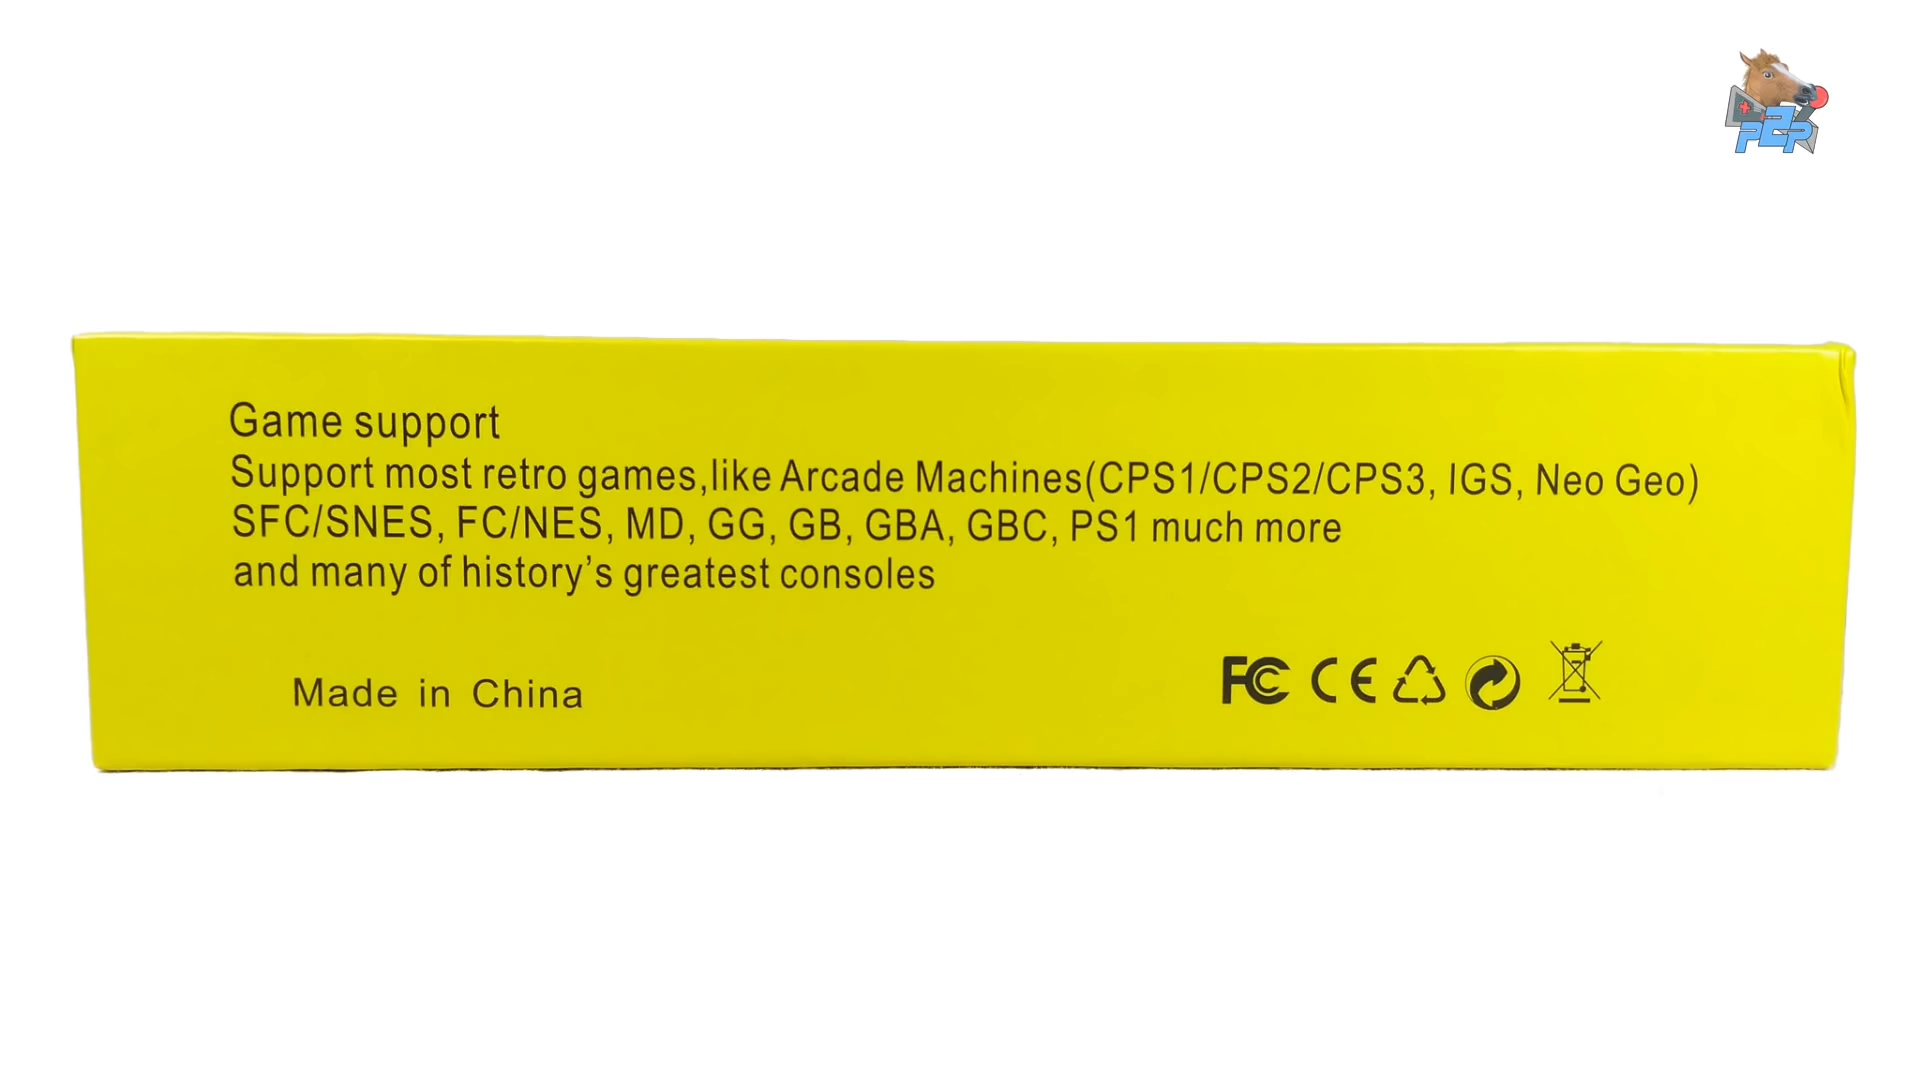 P2P
Game support
Support most retro games,like Arcade Machines(CPS1/CPS2/CPS3, IGS, Neo Geo)
SFC/SNES, FC/NES, MD, GG, GB, GBA, GBC, PS1 much more
and many of history’s greatest consoles
Made in China
FC CE